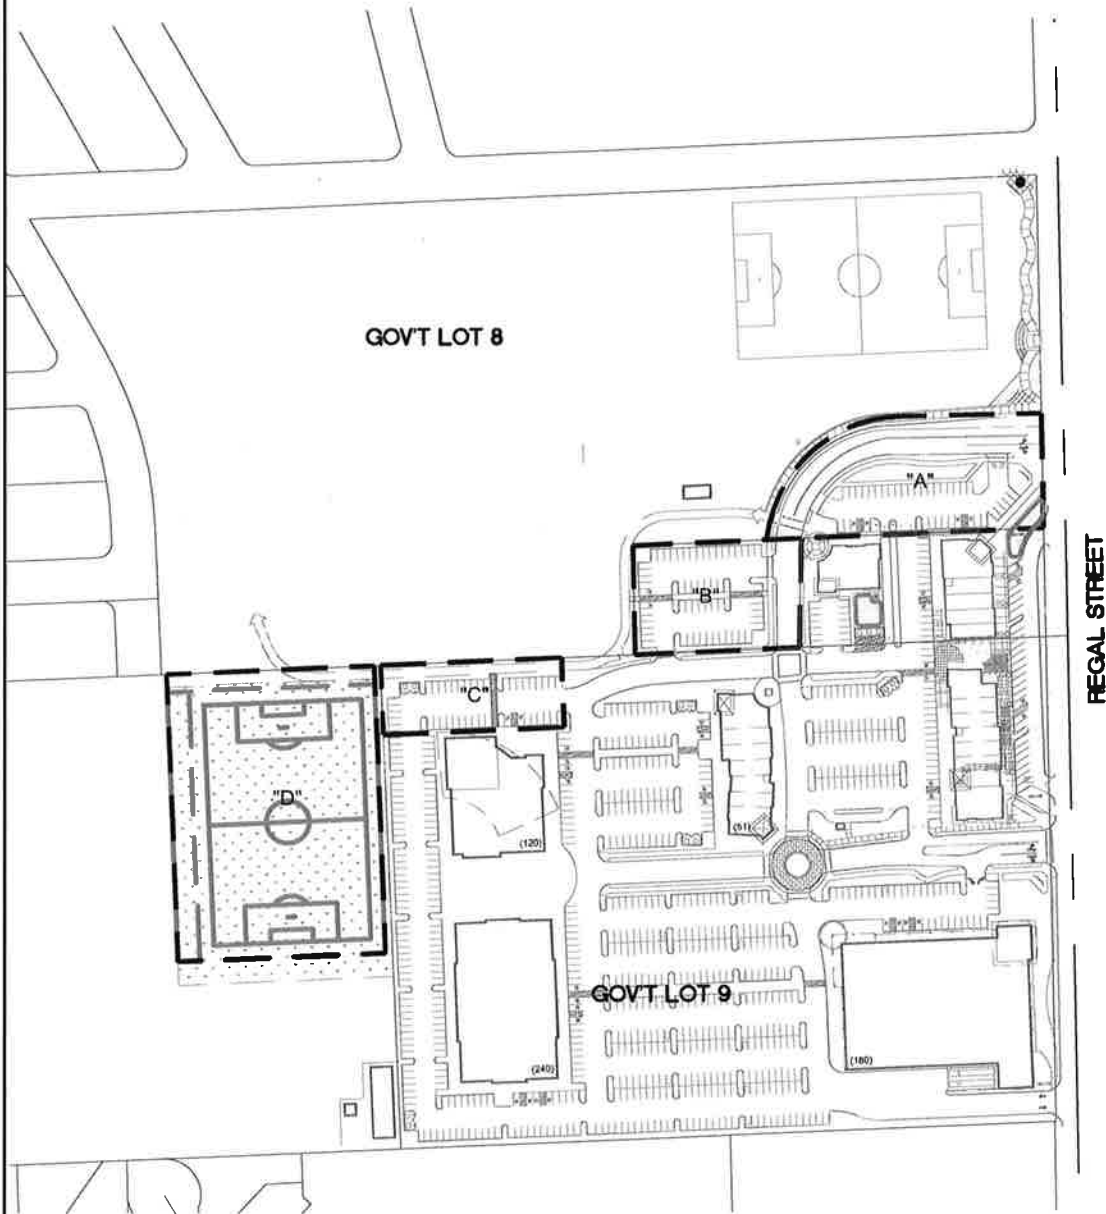 GOV'T LOT 8
"A"
"B"
REGAL STREET
"C"
"D"
(51)
(120)
GOV'T LOT 9
(180)
(240)